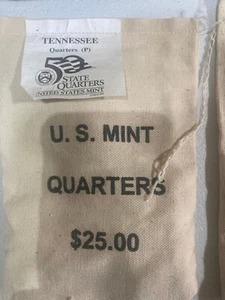 TENNESSEE
Quarters (P)
50 STATE
QUARTERS
UNITED STATES MINT
U. S. MINT
QUARTERS
$25.00